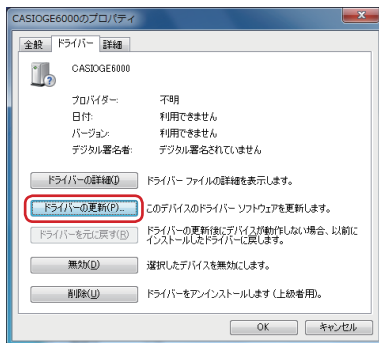 CASIOGE6000のプロパティ
全般 ドライバー 詳細
CASIOGE6000
プロバイダー: 不明
日付: 利用できません
バージョン: 利用できません
デジタル署名者: デジタル署名されていません
ドライバーの詳細(I) ドライバー ファイルの詳細を表示します。
ドライバーの更新(P)... このデバイスのドライバー ソフトウェアを更新します。
ドライバーを元に戻す(R) ドライバーの更新後にデバイスが動作しない場合、以前に
インストールしたドライバーに戻します。
無効(D) 選択したデバイスを無効にします。
削除(U) ドライバーをアンインストールします (上級者用)。
OK キャンセル